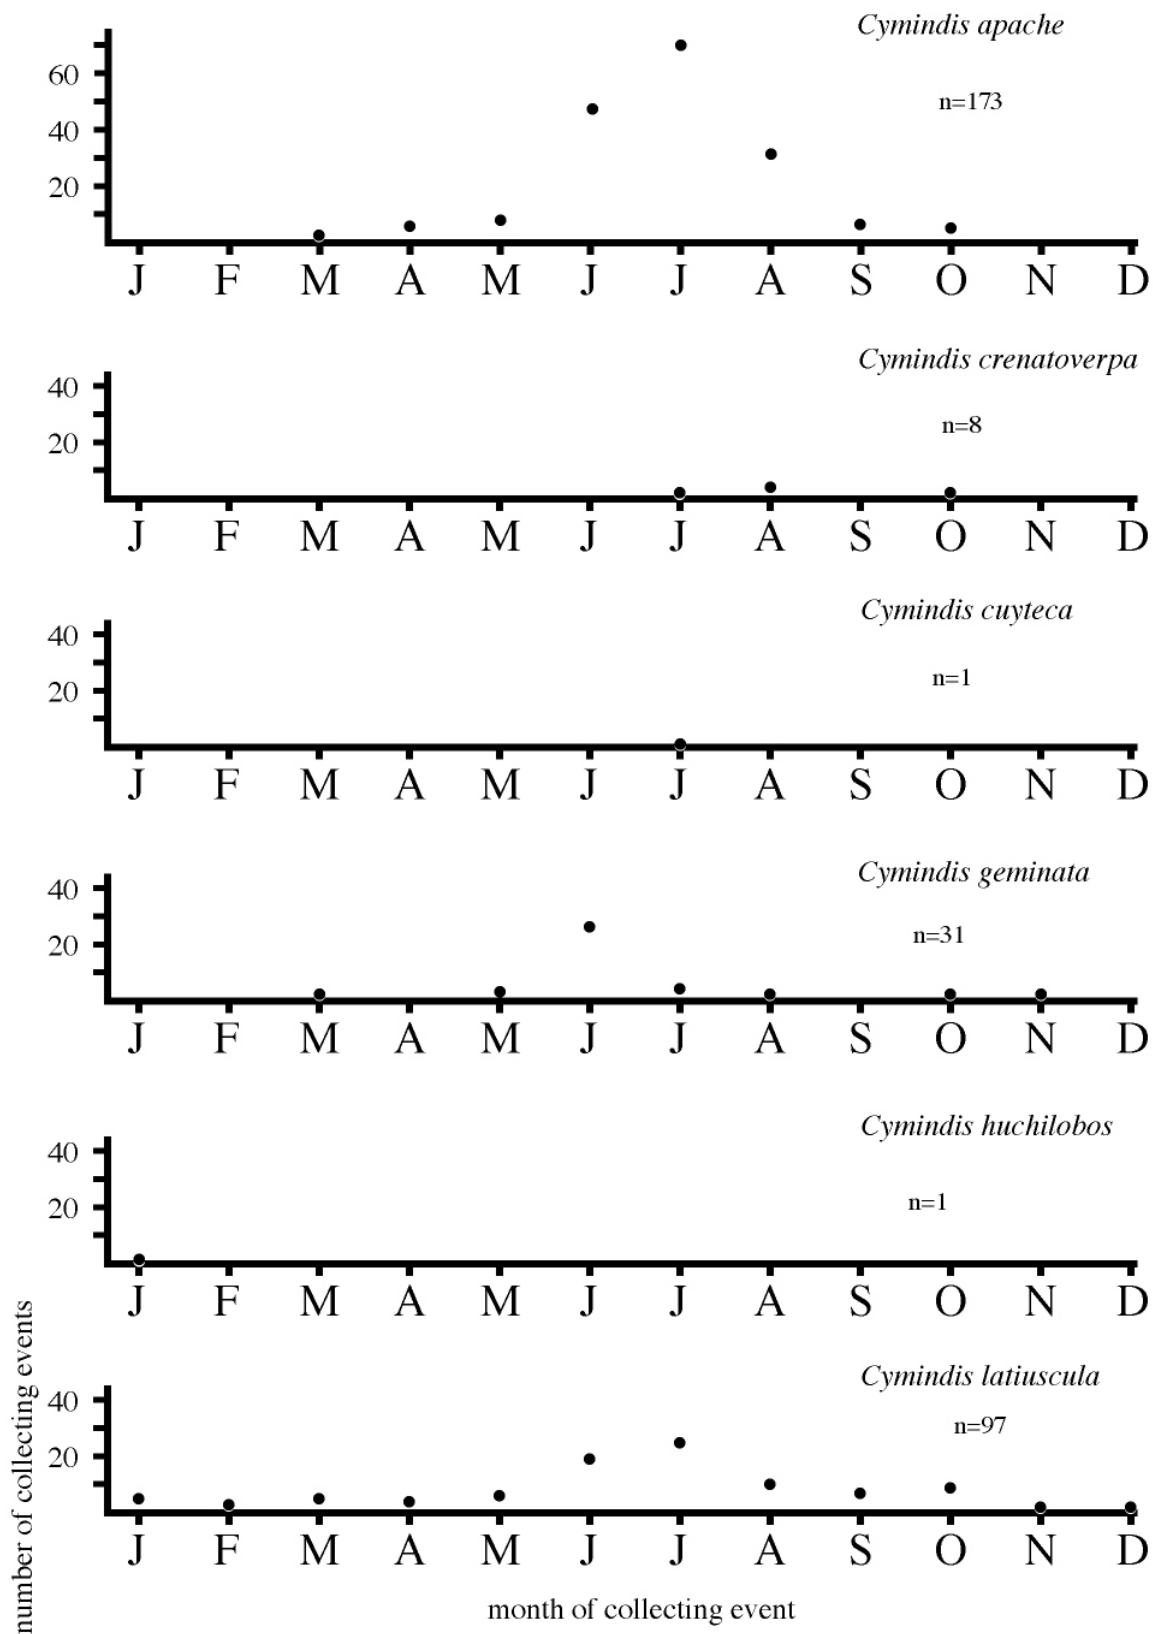 Cymindis apache
n=173
60
40
20
J F M A M J J A S O N D
Cymindis crenatoverpa
n=8
40
20
J F M A M J J A S O N D
Cymindis cuyteca
n=1
40
20
J F M A M J J A S O N D
Cymindis geminata
n=31
40
20
J F M A M J J A S O N D
Cymindis huchilobos
n=1
40
20
J F M A M J J A S O N D
Cymindis latiuscula
n=97
40
20
J F M A M J J A S O N D
number of collecting events
month of collecting event